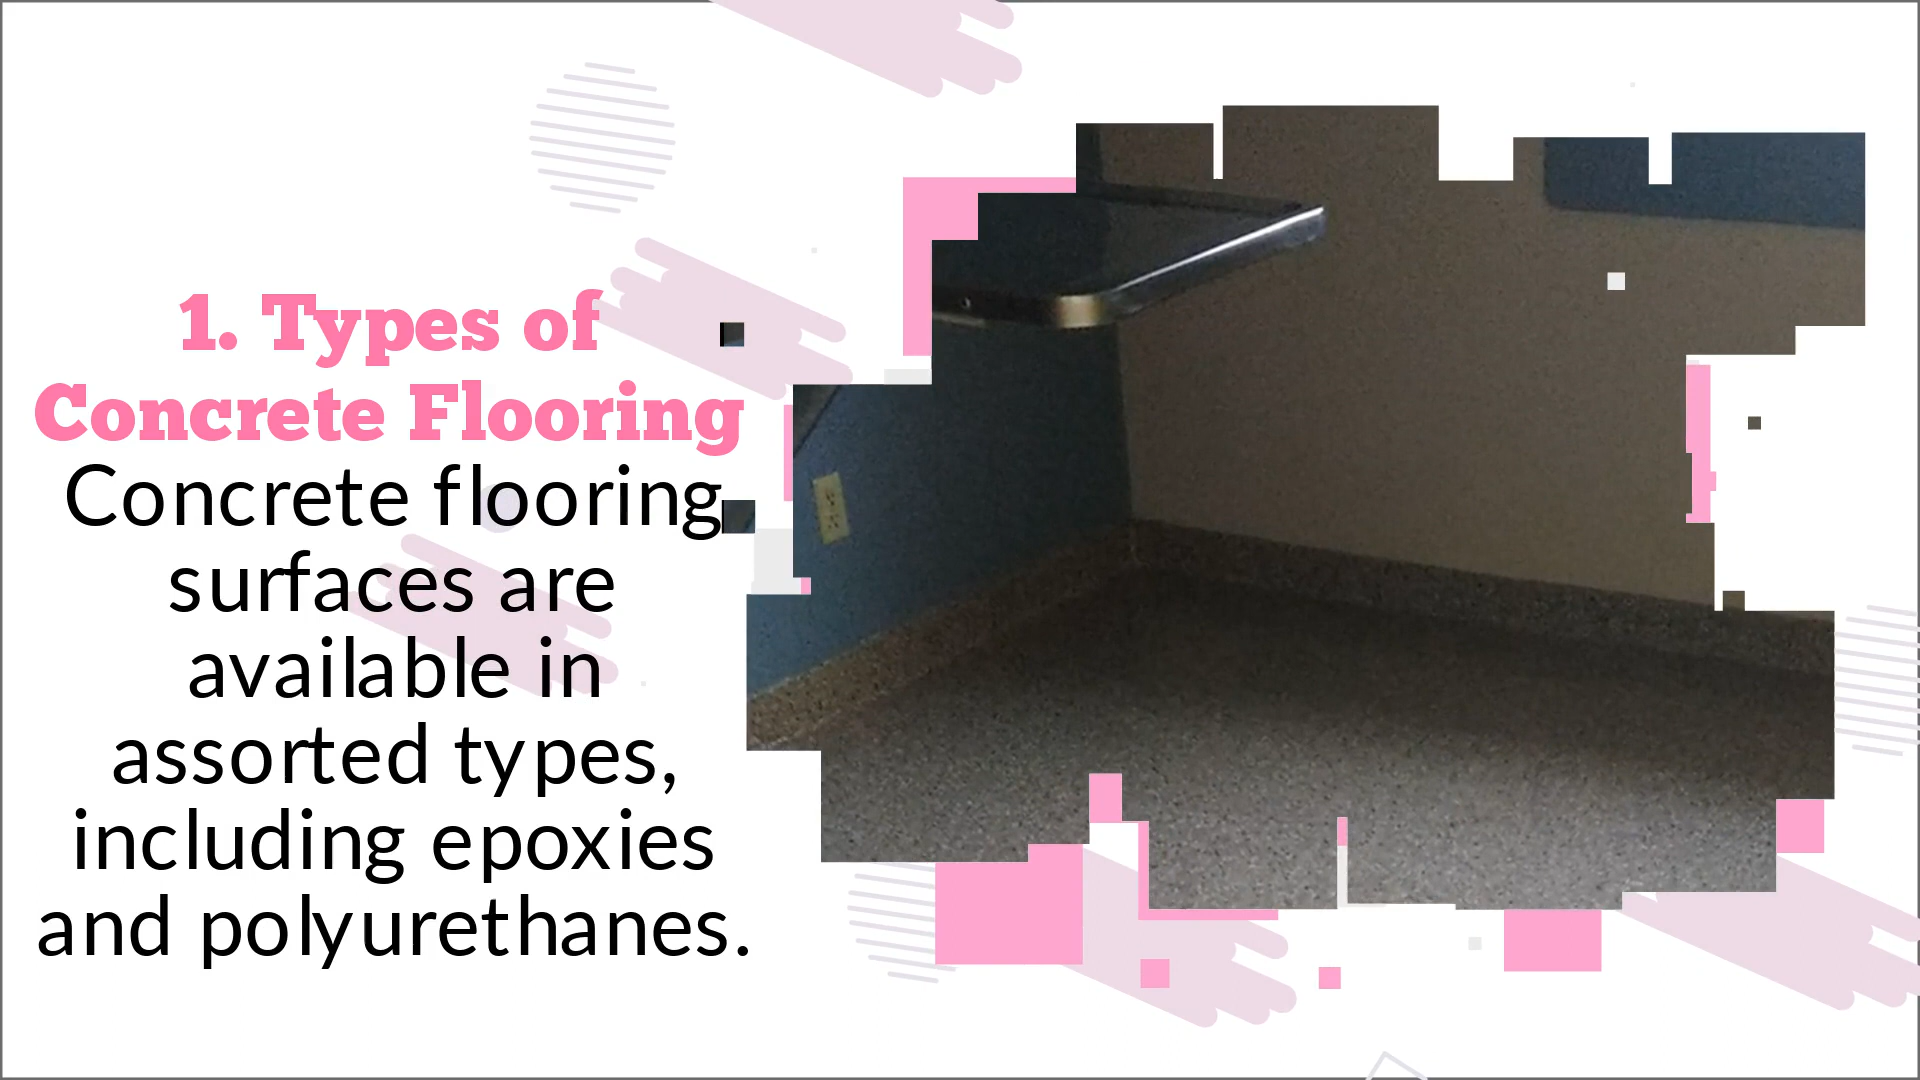 1. Types of
Concrete Flooring
Concrete flooring
surfaces are
available in
assorted types,
including epoxies
and polyurethanes.